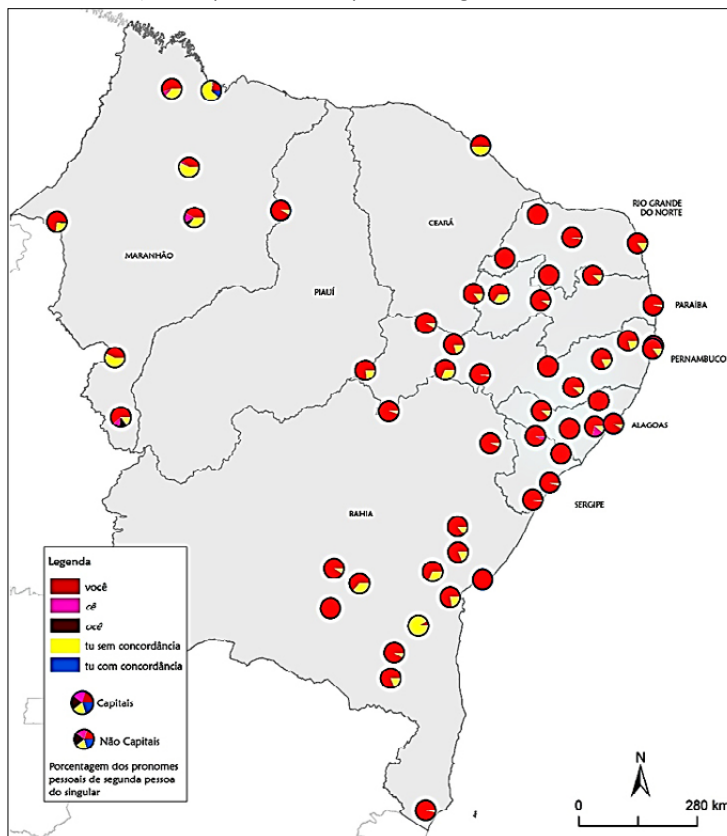 RIO GRANDE
DO NORTE
CEARÁ
MARANHÃO
PIAUÍ
PARAÍBA
PERNAMBUCO
ALAGOAS
SERGIPE
BAHIA
Legenda
você
cê
ocê
tu sem concordância
tu com concordância
Capitais
Não Capitais
Porcentagem dos pronomes
pessoais de segunda pessoa
do singular
N
0 280 km